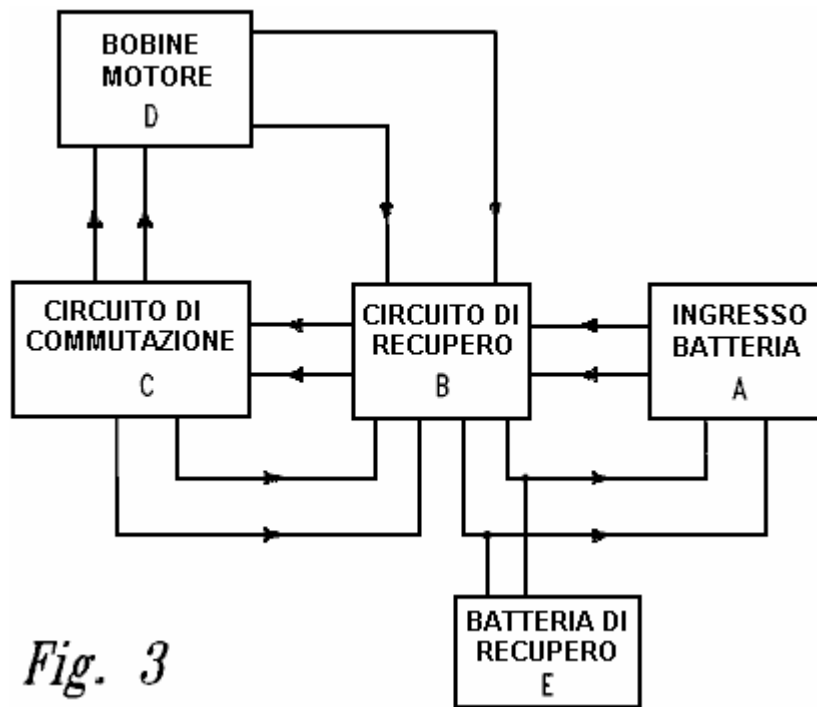 BOBINE
MOTORE
D
CIRCUITO DI
COMMUTAZIONE
C
CIRCUITO DI
RECUPERO
B
INGRESSO
BATTERIA
A
BATTERIA DI
RECUPERO
E
Fig. 3